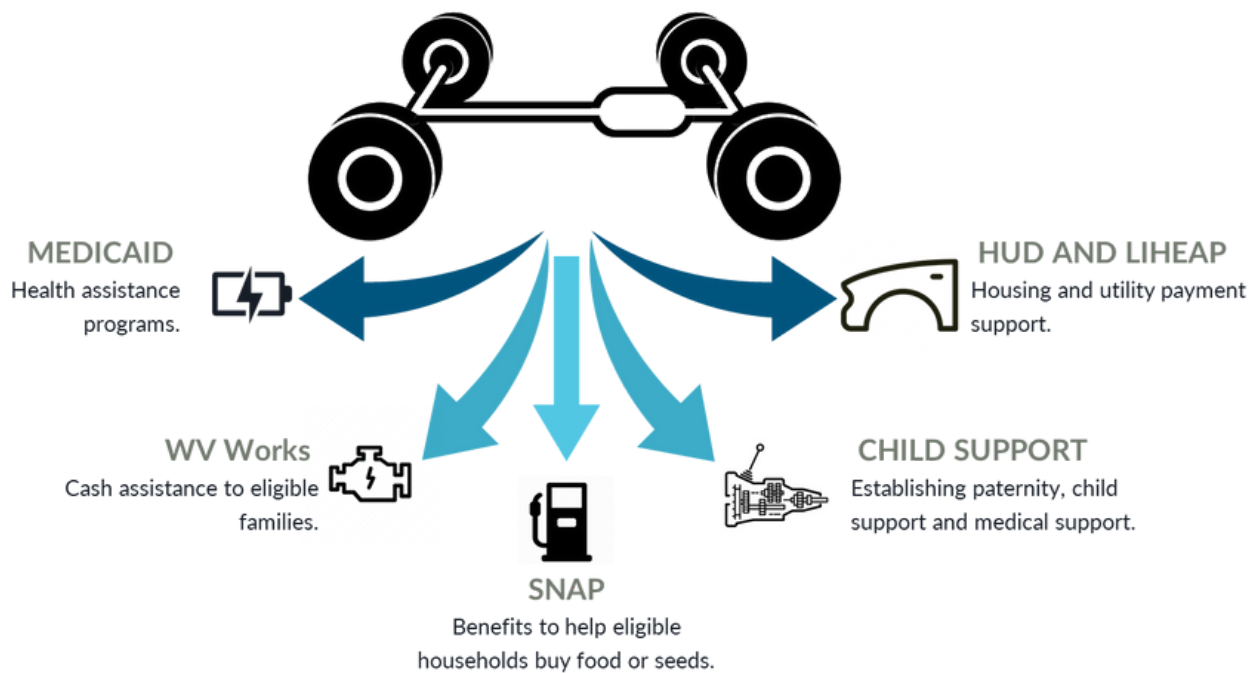 MEDICAID
Health assistance
programs.
HUD AND LIHEAP
Housing and utility payment
support.
WV Works
Cash assistance to eligible
families.
CHILD SUPPORT
Establishing paternity, child
support and medical support.
SNAP
Benefits to help eligible
households buy food or seeds.